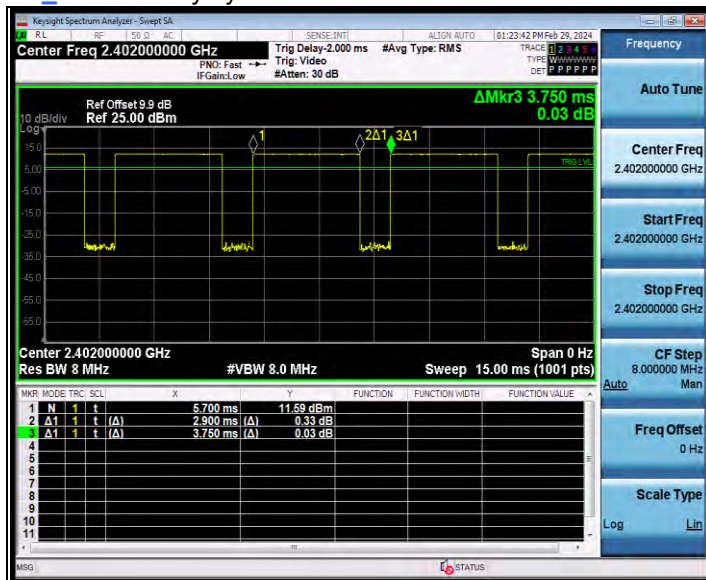 Keysight Spectrum Analyzer - Swept SA
RL RF 50 Ω AC SENSE:INT ALIGN AUTO 01:23:42 PM Feb 29, 2024
Center Freq 2.402000000 GHz
PNO: Fast
IFGain:Low
Trig Delay-2.000 ms
Trig: Video
#Atten: 30 dB
#Avg Type: RMS
TRACE 1 2 3 4 5 6
TYPE WWWWWW
DET P P P P P P
Frequency
Auto Tune
Center Freq
2.402000000 GHz
Start Freq
2.402000000 GHz
Stop Freq
2.402000000 GHz
CF Step
8.000000 MHz
Auto Man
Freq Offset
0 Hz
Scale Type
Log Lin
ΔMkr3 3.750 ms
0.03 dB
Ref Offset 9.9 dB
10 dB/div Ref 25.00 dBm
Log
1 2Δ1 3Δ1
15.0
TRIG LVL
5.00
-5.00
-15.0
-25.0
-35.0
-45.0
-55.0
-65.0
Center 2.402000000 GHz Span 0 Hz
Res BW 8 MHz #VBW 8.0 MHz Sweep 15.00 ms (1001 pts)
MKR MODE TRC SCL X Y FUNCTION FUNCTION WIDTH FUNCTION VALUE
1 N 1 t 5.700 ms 11.59 dBm
2 Δ1 1 t (Δ) 2.900 ms (Δ) 0.33 dB
3 Δ1 1 t (Δ) 3.750 ms (Δ) 0.03 dB
4
5
6
7
8
9
10
11
MSG STATUS